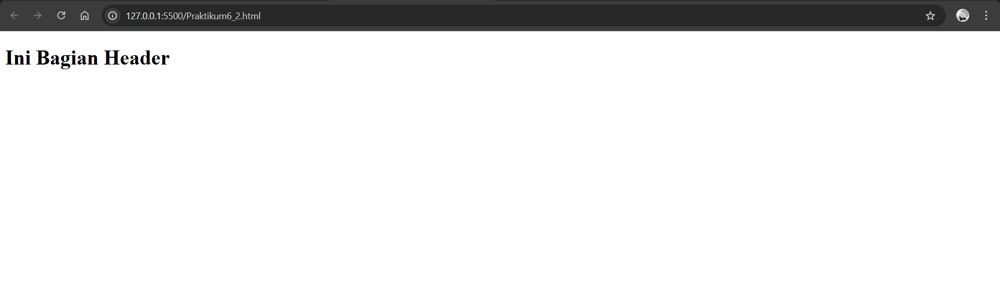 127.0.0.1:5500/Praktikum6_2.html
Ini Bagian Header